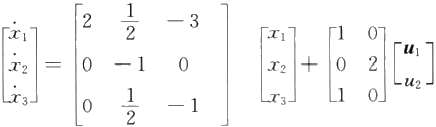 [ẋ₁ ẋ₂ ẋ₃] = [2 1/2 -3; 0 -1 0; 0 1/2 -1] [x₁ x₂ x₃] + [1 0; 0 2; 1 0] [u₁ u₂]